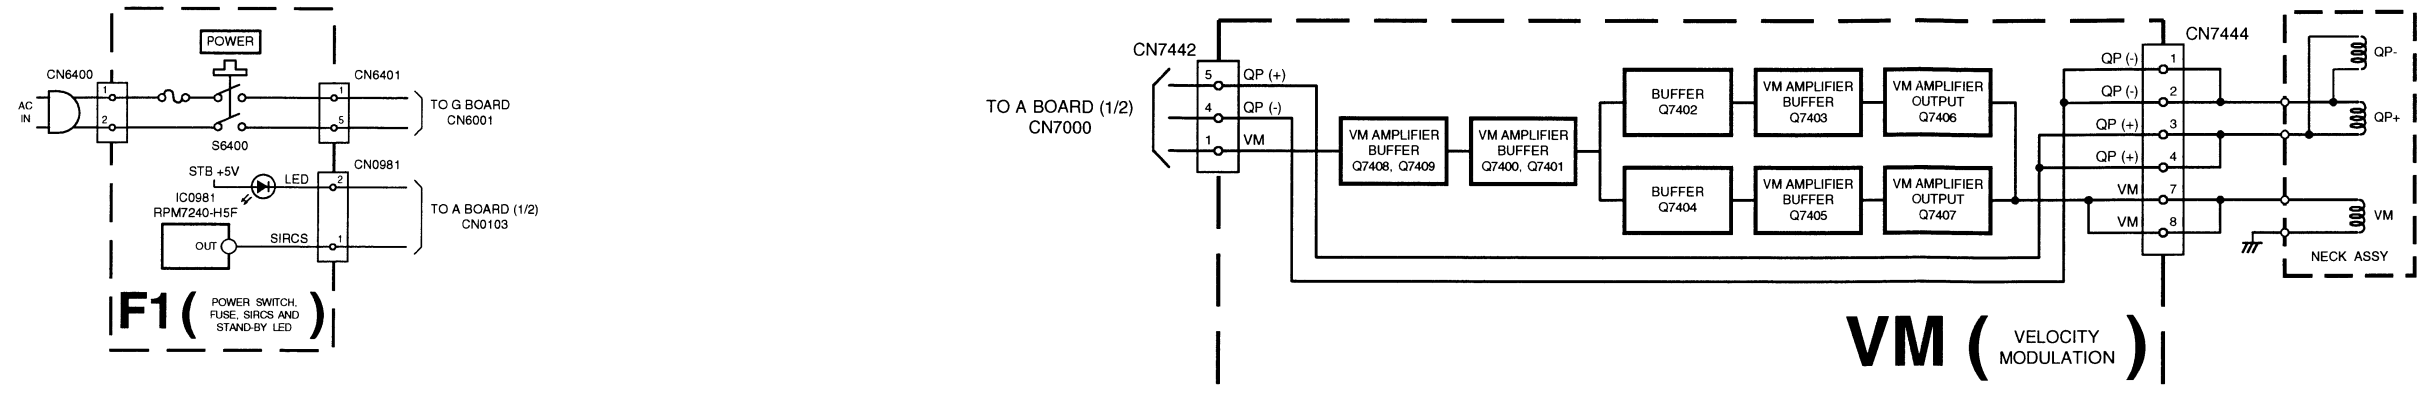 POWER
CN6400
CN6401
AC
IN
1
2
1
5
S6400
TO G BOARD
CN6001
CN0981
STB +5V
LED
2
IC0981
RPM7240-H5F
OUT
SIRCS
1
TO A BOARD (1/2)
CN0103
F1 (
POWER SWITCH,
FUSE, SIRCS AND
STAND-BY LED
)
CN7442
TO A BOARD (1/2)
CN7000
5
QP (+)
4
QP (-)
1
VM
VM AMPLIFIER
BUFFER
Q7408, Q7409
VM AMPLIFIER
BUFFER
Q7400, Q7401
BUFFER
Q7402
VM AMPLIFIER
BUFFER
Q7403
VM AMPLIFIER
OUTPUT
Q7406
BUFFER
Q7404
VM AMPLIFIER
BUFFER
Q7405
VM AMPLIFIER
OUTPUT
Q7407
CN7444
QP (-)
1
QP (-)
2
QP (+)
3
QP (+)
4
VM
7
VM
8
QP-
QP+
VM
NECK ASSY
VM (
VELOCITY
MODULATION
)